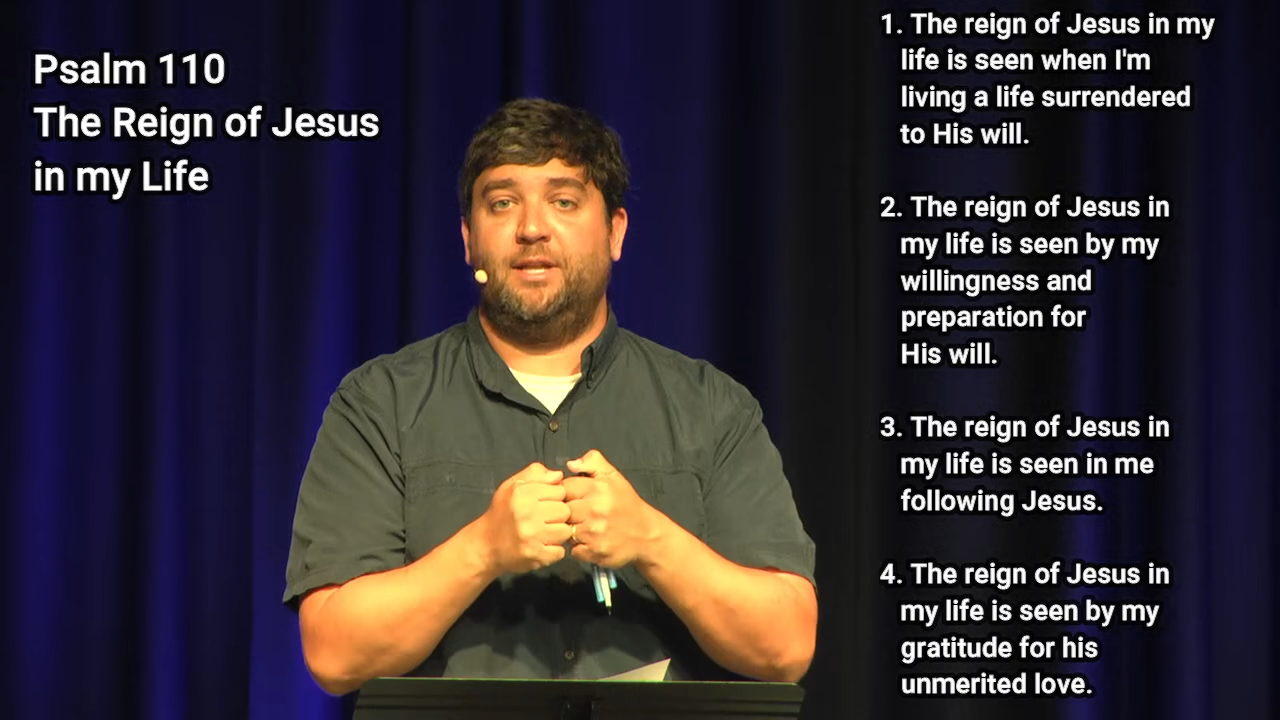 Psalm 110
The Reign of Jesus
in my Life
1. The reign of Jesus in my
life is seen when I'm
living a life surrendered
to His will.
2. The reign of Jesus in
my life is seen by my
willingness and
preparation for
His will.
3. The reign of Jesus in
my life is seen in me
following Jesus.
4. The reign of Jesus in
my life is seen by my
gratitude for his
unmerited love.